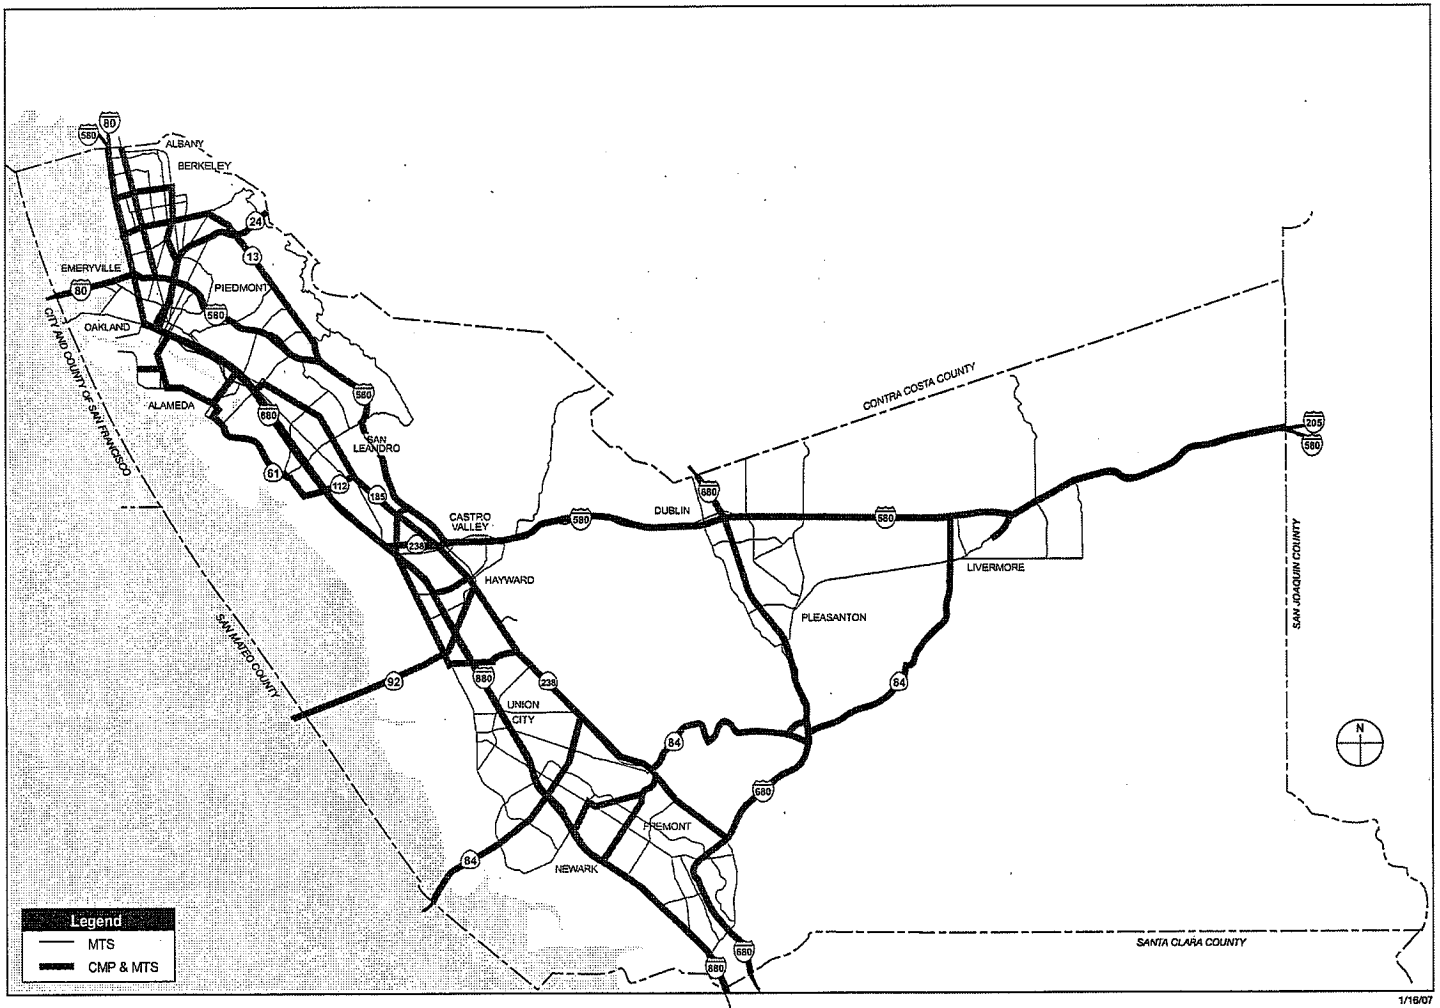 80
580
ALBANY
BERKELEY
24
13
EMERYVILLE
80
PIEDMONT
580
OAKLAND
CITY AND COUNTY OF SAN FRANCISCO
ALAMEDA
880
580
SAN
LEANDRO
61
112
185
CONTRA COSTA COUNTY
205
580
680
DUBLIN
CASTRO
VALLEY
580
580
238
HAYWARD
LIVERMORE
PLEASANTON
SAN JOAQUIN COUNTY
SAN MATEO COUNTY
92
880
238
84
UNION
CITY
84
N
680
FREMONT
84
NEWARK
Legend
MTS
CMP & MTS
680
880
SANTA CLARA COUNTY
1/16/07